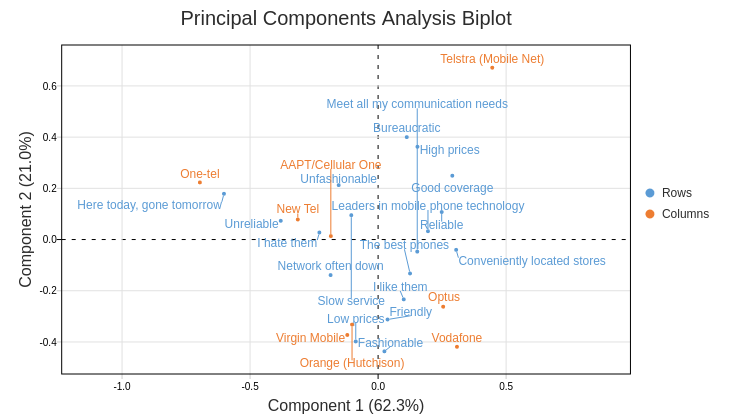 Principal Components Analysis Biplot
Telstra (Mobile Net)
0.6
Meet all my communication needs
0.4
Bureaucratic
High prices
AAPT/Cellular One
One-tel
Unfashionable
0.2
Good coverage
Rows
Here today, gone tomorrow
New Tel
Leaders in mobile phone technology
Columns
Unreliable
Reliable
0.0
I hate them
The best phones
Conveniently located stores
Network often down
-0.2
I like them
Slow service
Optus
Friendly
Low prices
-0.4
Virgin Mobile
Fashionable
Vodafone
Orange (Hutchison)
-1.0
-0.5
0.0
0.5
Component 1 (62.3%)
Component 2 (21.0%)